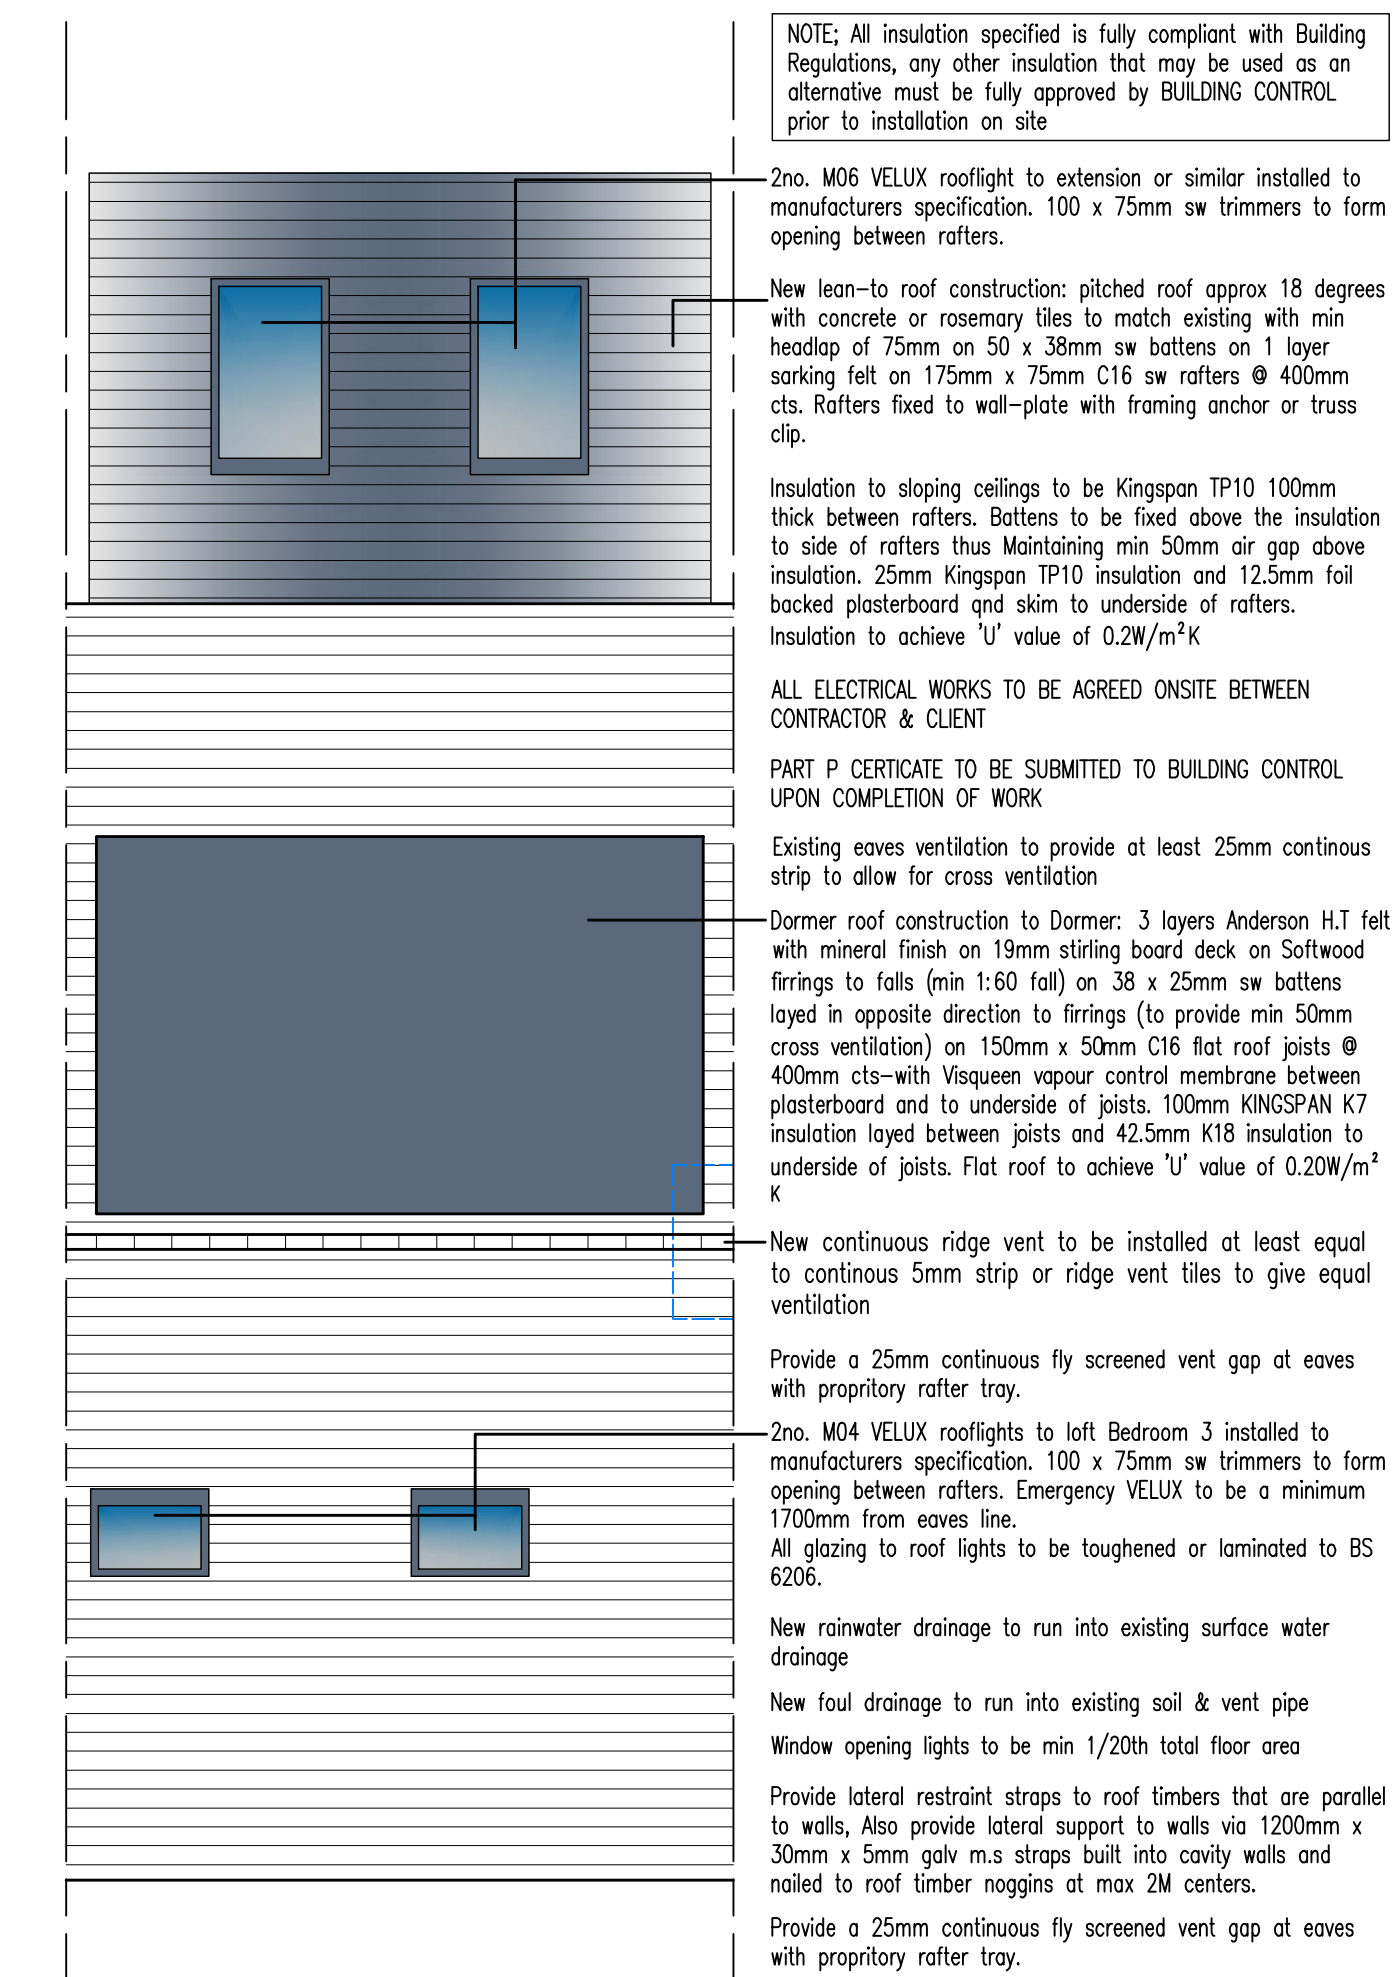 NOTE; All insulation specified is fully compliant with Building
Regulations, any other insulation that may be used as an
alternative must be fully approved by BUILDING CONTROL
prior to installation on site
2no. M06 VELUX rooflight to extension or similar installed to
manufacturers specification. 100 x 75mm sw trimmers to form
opening between rafters.
New lean-to roof construction: pitched roof approx 18 degrees
with concrete or rosemary tiles to match existing with min
headlap of 75mm on 50 x 38mm sw battens on 1 layer
sarking felt on 175mm x 75mm C16 sw rafters @ 400mm
cts. Rafters fixed to wall-plate with framing anchor or truss
clip.
Insulation to sloping ceilings to be Kingspan TP10 100mm
thick between rafters. Battens to be fixed above the insulation
to side of rafters thus Maintaining min 50mm air gap above
insulation. 25mm Kingspan TP10 insulation and 12.5mm foil
backed plasterboard qnd skim to underside of rafters.
Insulation to achieve 'U' value of 0.2W/m²K
ALL ELECTRICAL WORKS TO BE AGREED ONSITE BETWEEN
CONTRACTOR & CLIENT
PART P CERTICATE TO BE SUBMITTED TO BUILDING CONTROL
UPON COMPLETION OF WORK
Existing eaves ventilation to provide at least 25mm continous
strip to allow for cross ventilation
Dormer roof construction to Dormer: 3 layers Anderson H.T felt
with mineral finish on 19mm stirling board deck on Softwood
firrings to falls (min 1:60 fall) on 38 x 25mm sw battens
layed in opposite direction to firrings (to provide min 50mm
cross ventilation) on 150mm x 50mm C16 flat roof joists @
400mm cts-with Visqueen vapour control membrane between
plasterboard and to underside of joists. 100mm KINGSPAN K7
insulation layed between joists and 42.5mm K18 insulation to
underside of joists. Flat roof to achieve 'U' value of 0.20W/m²
K
New continuous ridge vent to be installed at least equal
to continous 5mm strip or ridge vent tiles to give equal
ventilation
Provide a 25mm continuous fly screened vent gap at eaves
with propritory rafter tray.
2no. M04 VELUX rooflights to loft Bedroom 3 installed to
manufacturers specification. 100 x 75mm sw trimmers to form
opening between rafters. Emergency VELUX to be a minimum
1700mm from eaves line.
All glazing to roof lights to be toughened or laminated to BS
6206.
New rainwater drainage to run into existing surface water
drainage
New foul drainage to run into existing soil & vent pipe
Window opening lights to be min 1/20th total floor area
Provide lateral restraint straps to roof timbers that are parallel
to walls, Also provide lateral support to walls via 1200mm x
30mm x 5mm galv m.s straps built into cavity walls and
nailed to roof timber noggins at max 2M centers.
Provide a 25mm continuous fly screened vent gap at eaves
with propritory rafter tray.